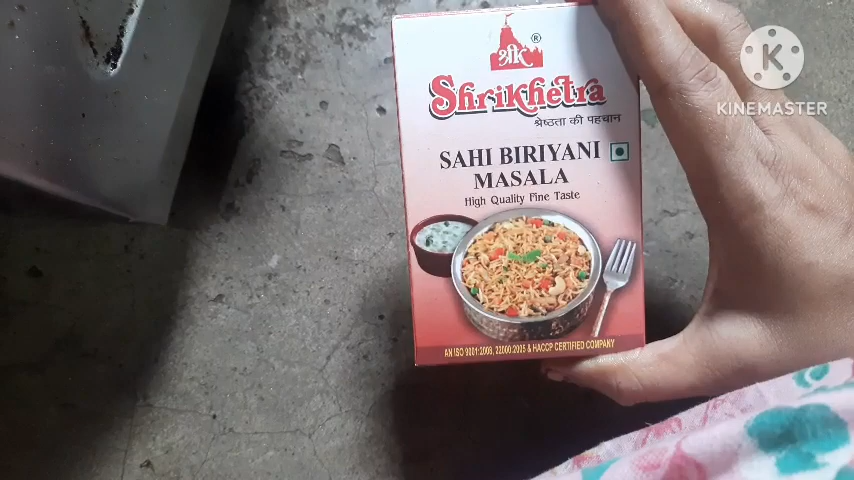 श्रीK
®
Shrikhetra
श्रेष्ठता की पहचान
SAHI BIRIYANI
MASALA
High Quality Fine Taste
AN ISO 9001:2008, 22000:2005 & HACCP CERTIFIED COMPANY
K
KINEMASTER